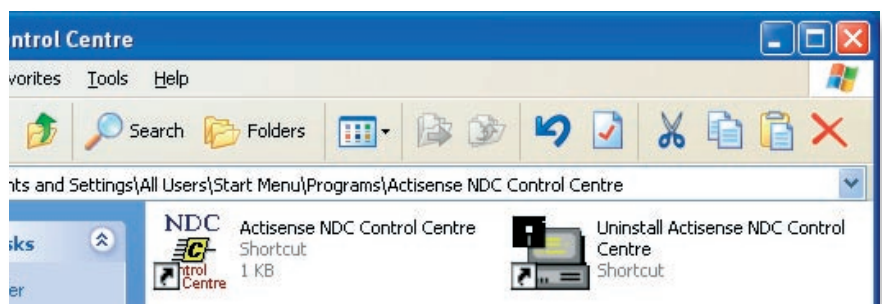 ntrol Centre
vorites Tools Help
Search Folders
nts and Settings\All Users\Start Menu\Programs\Actisense NDC Control Centre
sks
er
NDC
C
ntrol
Centre
Actisense NDC Control Centre
Shortcut
1 KB
Uninstall Actisense NDC Control
Centre
Shortcut